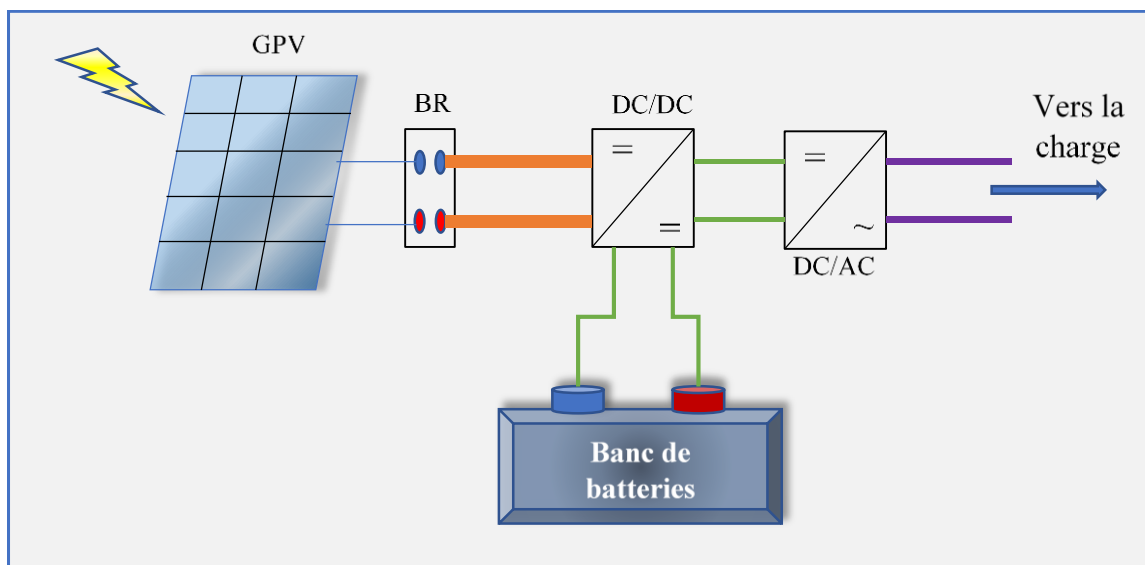 GPV
BR
DC/DC
Vers la
charge
=
=
=
~
DC/AC
Banc de
batteries